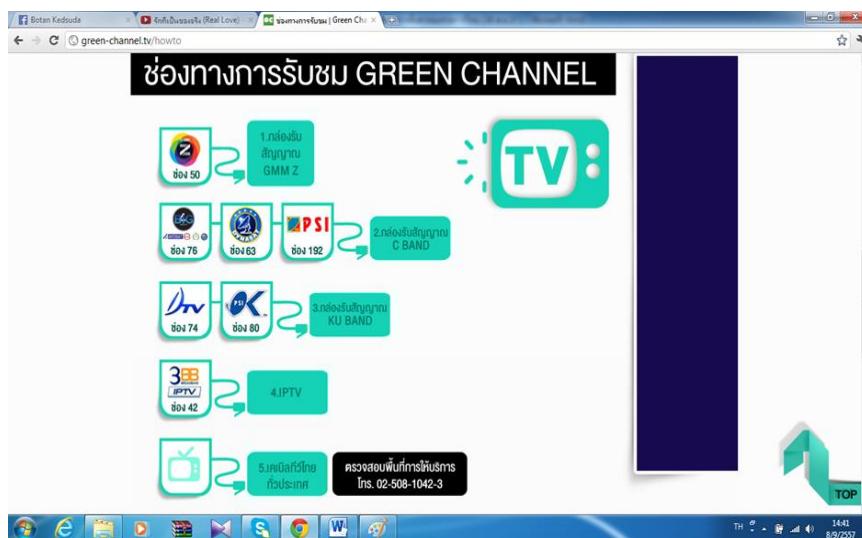 Botan Kedsuda
รักที่เป็นของจริง (Real Love)
ช่องทางการรับชม | Green Cha
green-channel.tv/howto
ช่องทางการรับชม GREEN CHANNEL
TV
Z
ช่อง 50
1.กล่องรับ
สัญญาณ
GMM Z
ช่อง 76
ช่อง 63
PSI
ช่อง 192
2.กล่องรับสัญญาณ
C BAND
DTV
ช่อง 74
PSI
OK
ช่อง 80
3.กล่องรับสัญญาณ
KU BAND
3BB
IPTV
ช่อง 42
4.IPTV
5.เคเบิลทีวีไทย
ทั่วประเทศ
ตรวจสอบพื้นที่การให้บริการ
โทร. 02-508-1042-3
TOP
TH
14:41
8/9/2557